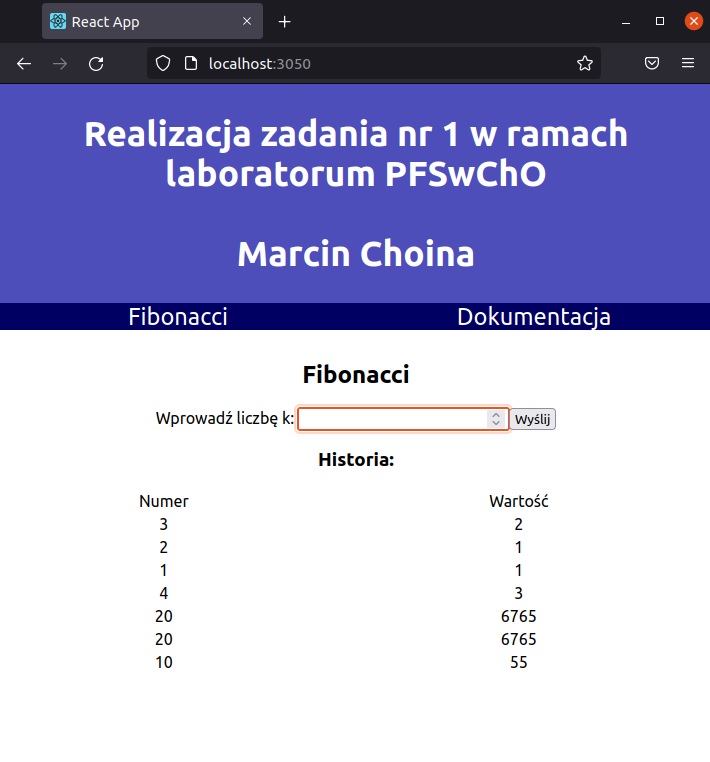 React App
localhost:3050
Realizacja zadania nr 1 w ramach
laboratorum PFSwChO
Marcin Choina
Fibonacci Dokumentacja
Fibonacci
Wprowadź liczbę k: Wyślij
Historia:
Numer Wartość
3 2
2 1
1 1
4 3
20 6765
20 6765
10 55